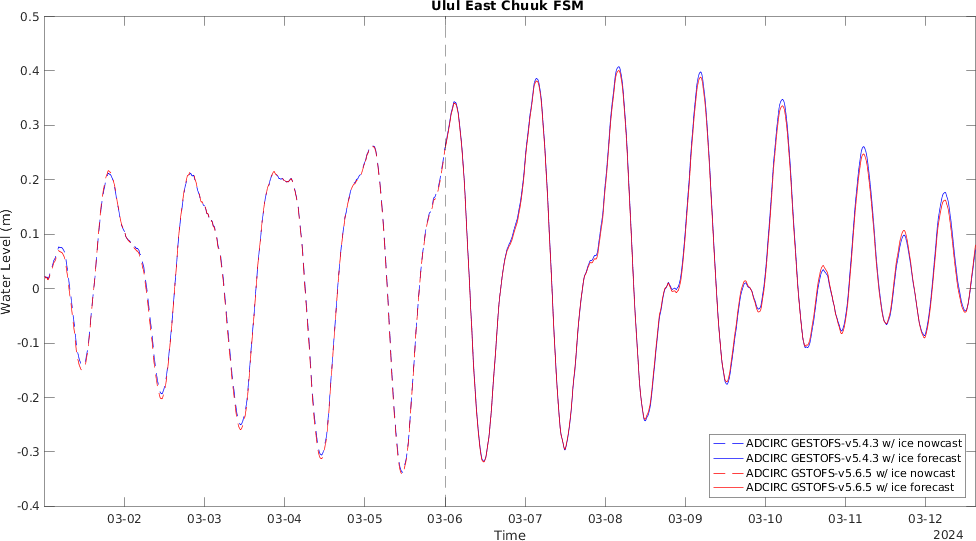 Ulul East Chuuk FSM
0.5
0.4
0.3
0.2
0.1
0
-0.1
-0.2
-0.3
-0.4
Water Level (m)
03-02 03-03 03-04 03-05 03-06 03-07 03-08 03-09 03-10 03-11 03-12
Time
2024
ADCIRC GESTOFS-v5.4.3 w/ ice nowcast
ADCIRC GESTOFS-v5.4.3 w/ ice forecast
ADCIRC GSTOFS-v5.6.5 w/ ice nowcast
ADCIRC GSTOFS-v5.6.5 w/ ice forecast